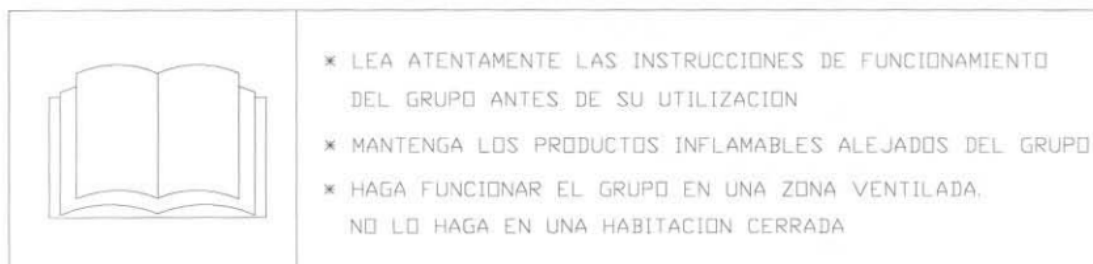 * LEA ATENTAMENTE LAS INSTRUCCIONES DE FUNCIONAMIENTO
DEL GRUPO ANTES DE SU UTILIZACION
* MANTENGA LOS PRODUCTOS INFLAMABLES ALEJADOS DEL GRUPO
* HAGA FUNCIONAR EL GRUPO EN UNA ZONA VENTILADA.
NO LO HAGA EN UNA HABITACION CERRADA